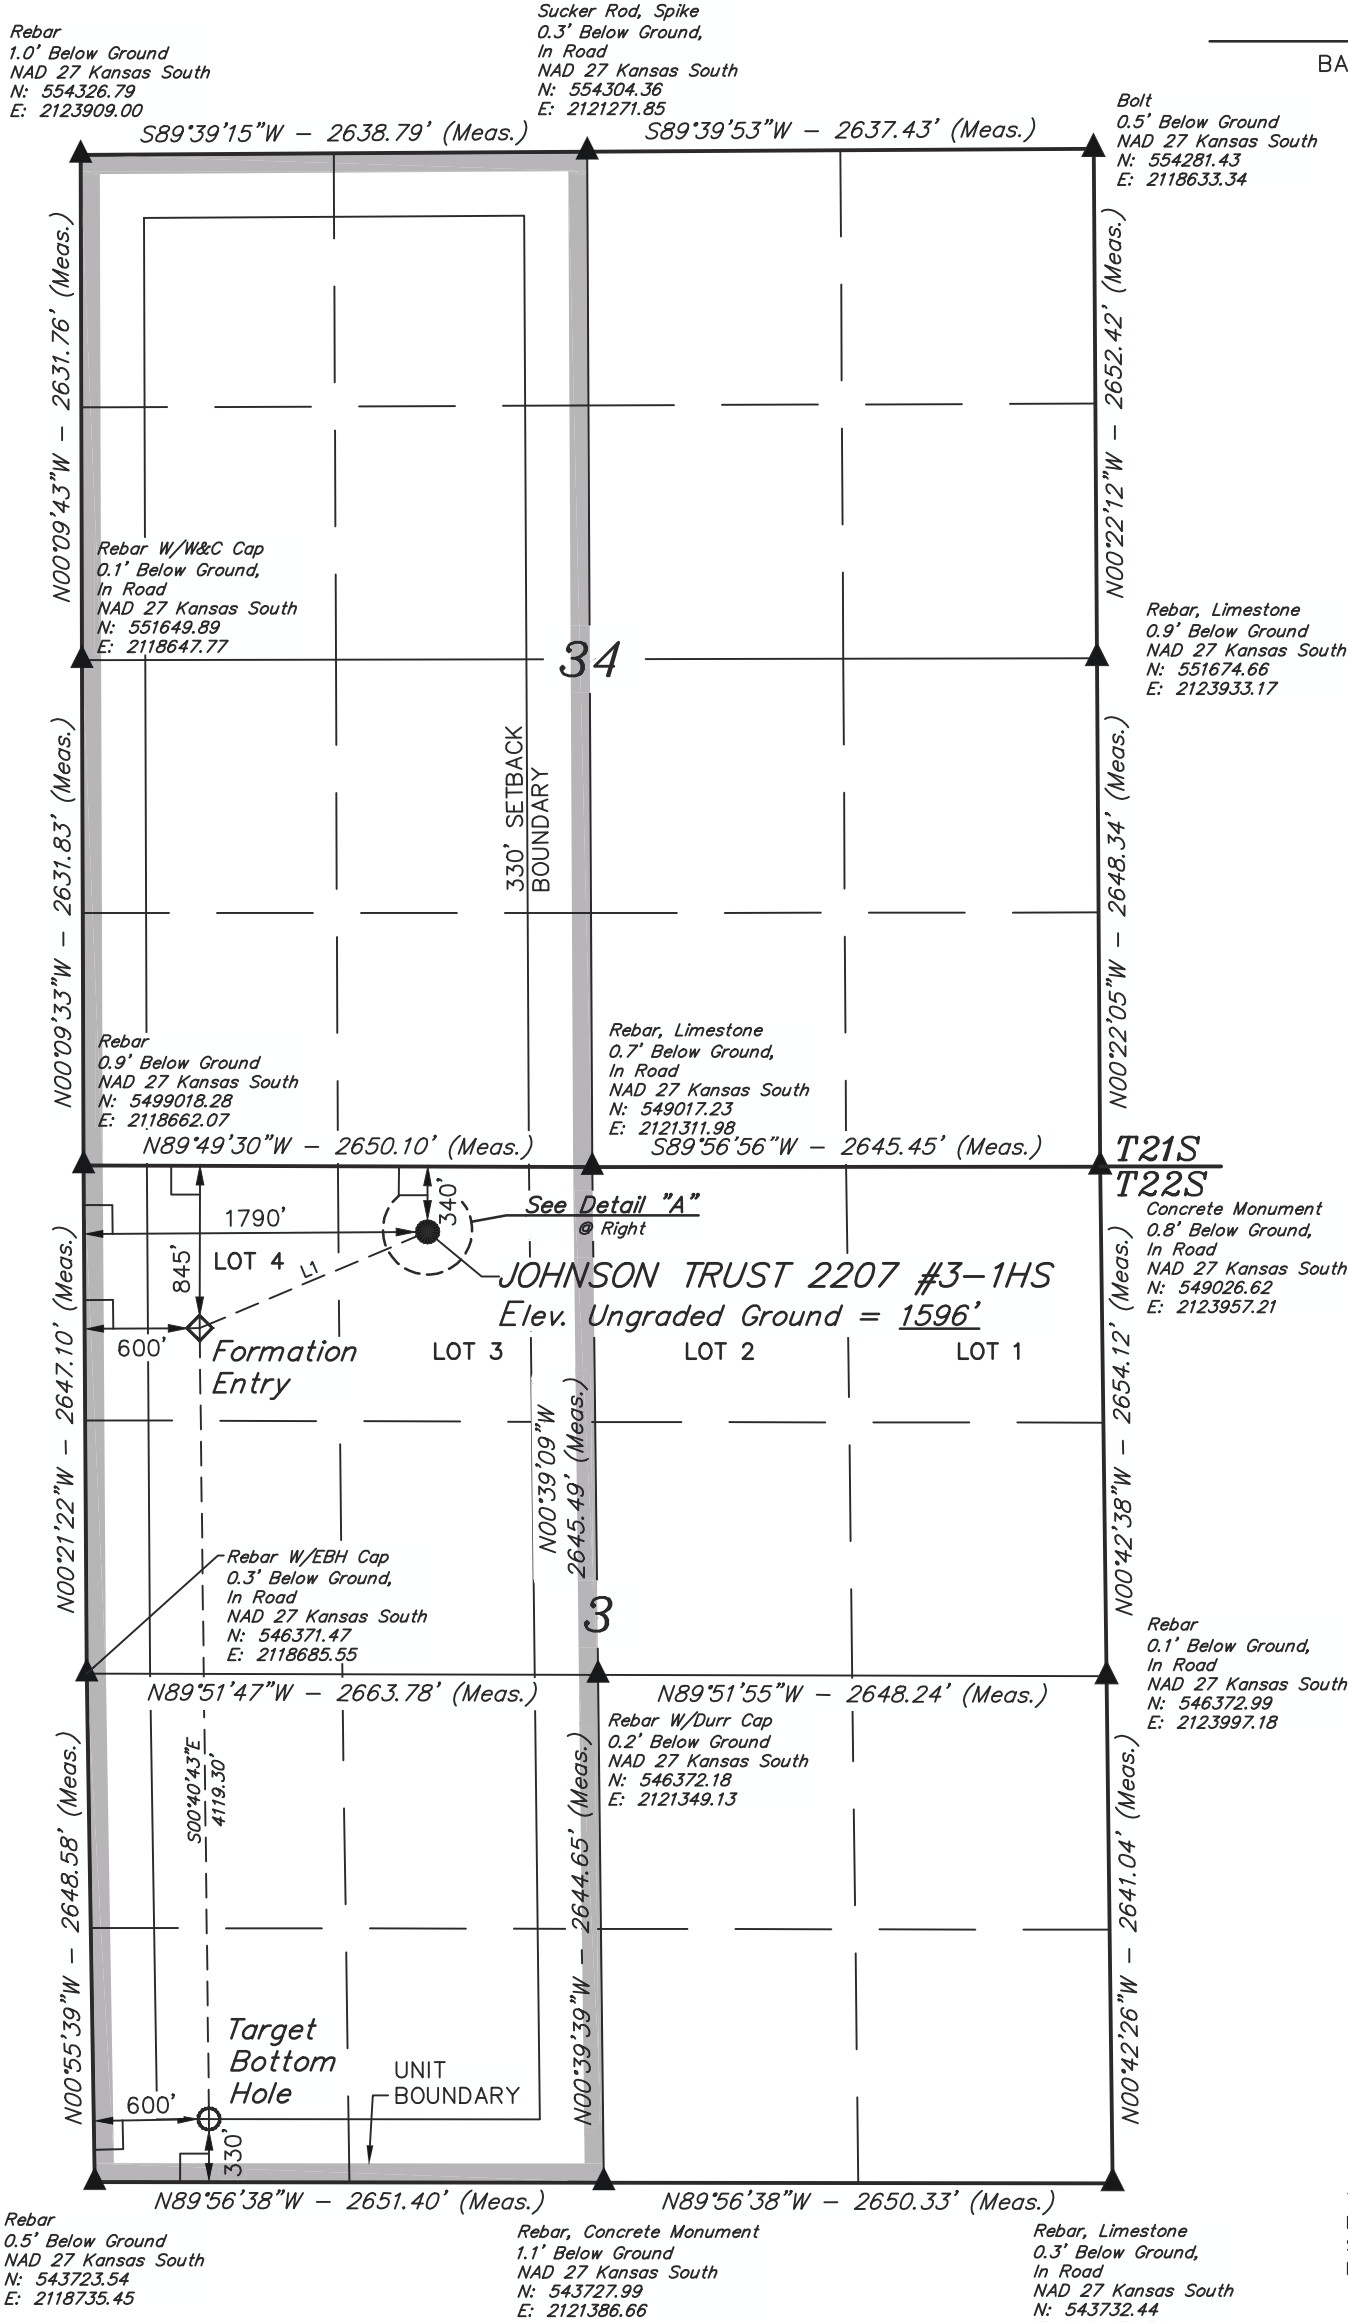 Rebar
1.0' Below Ground
NAD 27 Kansas South
N: 554326.79
E: 2123909.00
Sucker Rod, Spike
0.3' Below Ground,
In Road
NAD 27 Kansas South
N: 554304.36
E: 2121271.85
BA
Bolt
0.5' Below Ground
NAD 27 Kansas South
N: 554281.43
E: 2118633.34
S89°39'15"W - 2638.79' (Meas.)
S89°39'53"W - 2637.43' (Meas.)
N00°09'43"W - 2631.76' (Meas.)
N00°22'12"W - 2652.42' (Meas.)
Rebar W/W&C Cap
0.1' Below Ground,
In Road
NAD 27 Kansas South
N: 551649.89
E: 2118647.77
34
Rebar, Limestone
0.9' Below Ground
NAD 27 Kansas South
N: 551674.66
E: 2123933.17
N00°09'33"W - 2631.83' (Meas.)
330' SETBACK
BOUNDARY
N00°22'05"W - 2648.34' (Meas.)
Rebar
0.9' Below Ground
NAD 27 Kansas South
N: 5499018.28
E: 2118662.07
Rebar, Limestone
0.7' Below Ground,
In Road
NAD 27 Kansas South
N: 549017.23
E: 2121311.98
N89°49'30"W - 2650.10' (Meas.)
S89°56'56"W - 2645.45' (Meas.)
T21S
T22S
Concrete Monument
0.8' Below Ground,
In Road
NAD 27 Kansas South
N: 549026.62
E: 2123957.21
340'
See Detail "A"
@ Right
1790'
845'
LOT 4
L1
JOHNSON TRUST 2207 #3-1HS
Elev. Ungraded Ground = 1596'
600'
Formation
Entry
LOT 3
LOT 2
LOT 1
N00°21'22"W - 2647.10' (Meas.)
N00°39'09"W
2645.49' (Meas.)
N00°42'38"W - 2654.12' (Meas.)
Rebar W/EBH Cap
0.3' Below Ground,
In Road
NAD 27 Kansas South
N: 546371.47
E: 2118685.55
3
Rebar
0.1' Below Ground,
In Road
NAD 27 Kansas South
N: 546372.99
E: 2123997.18
N89°51'47"W - 2663.78' (Meas.)
N89°51'55"W - 2648.24' (Meas.)
Rebar W/Durr Cap
0.2' Below Ground
NAD 27 Kansas South
N: 546372.18
E: 2121349.13
S00°40'43"E
4119.30'
N00°55'39"W - 2648.58' (Meas.)
N00°39'39"W - 2644.65' (Meas.)
N00°42'26"W - 2641.04' (Meas.)
Target
Bottom
Hole
UNIT
BOUNDARY
600'
330'
N89°56'38"W - 2651.40' (Meas.)
N89°56'38"W - 2650.33' (Meas.)
Rebar
0.5' Below Ground
NAD 27 Kansas South
N: 543723.54
E: 2118735.45
Rebar, Concrete Monument
1.1' Below Ground
NAD 27 Kansas South
N: 543727.99
E: 2121386.66
Rebar, Limestone
0.3' Below Ground,
In Road
NAD 27 Kansas South
N: 543732.44